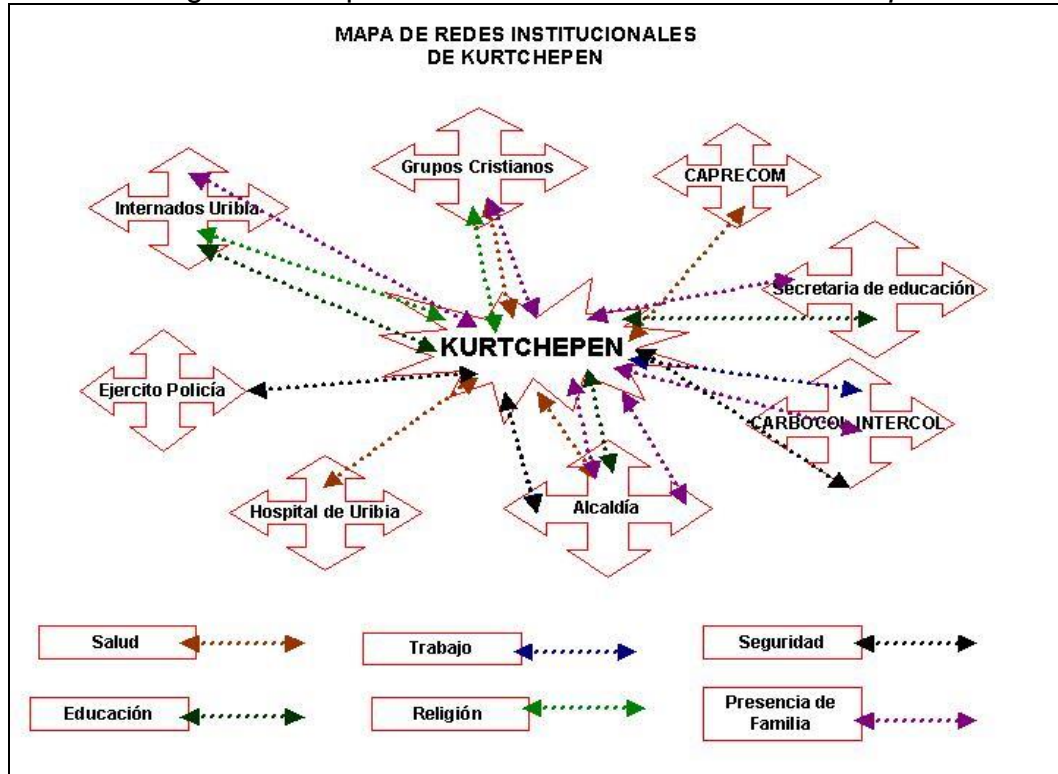 MAPA DE REDES INSTITUCIONALES
DE KURTCHEPEN
Grupos Cristianos
CAPRECOM
Internados Uribia
Secretaria de educación
KURTCHEPEN
Ejercito Policía
CARBOCOL INTERCOL
Hospital de Uribia
Alcaldía
Salud
Trabajo
Seguridad
Educación
Religión
Presencia de
Familia